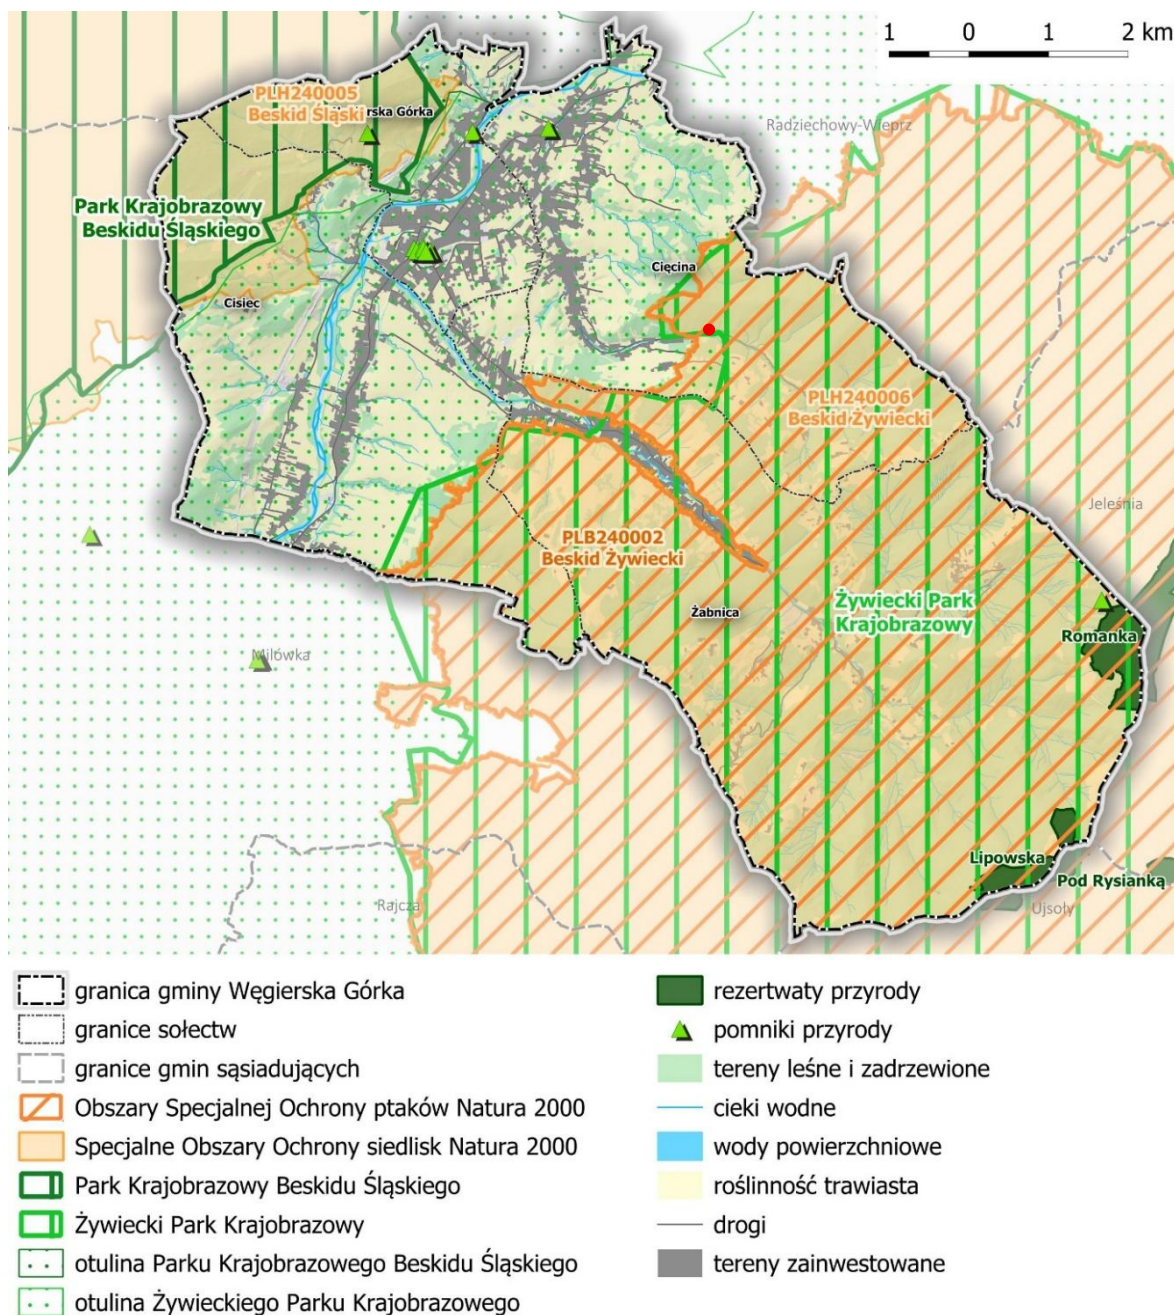 1 0 1 2 km
PLH240005
Beskid Śląski
rska Górka
Radziechowy-Wieprz
Park Krajobrazowy
Beskidu Śląskiego
Cięcina
Cisiec
PLH240006
Beskid Żywiecki
Jeleśnia
PLB240002
Beskid Żywiecki
Żywiecki Park
Krajobrazowy
Żabnica
Romanka
Milówka
Lipowska
Pod Rysianką
Rajcza
Ujsoły
granica gminy Węgierska Górka
granice sołectw
granice gmin sąsiadujących
Obszary Specjalnej Ochrony ptaków Natura 2000
Specjalne Obszary Ochrony siedlisk Natura 2000
Park Krajobrazowy Beskidu Śląskiego
Żywiecki Park Krajobrazowy
otulina Parku Krajobrazowego Beskidu Śląskiego
otulina Żywieckiego Parku Krajobrazowego
rezertwaty przyrody
pomniki przyrody
tereny leśne i zadrzewione
cieki wodne
wody powierzchniowe
roślinność trawiasta
drogi
tereny zainwestowane